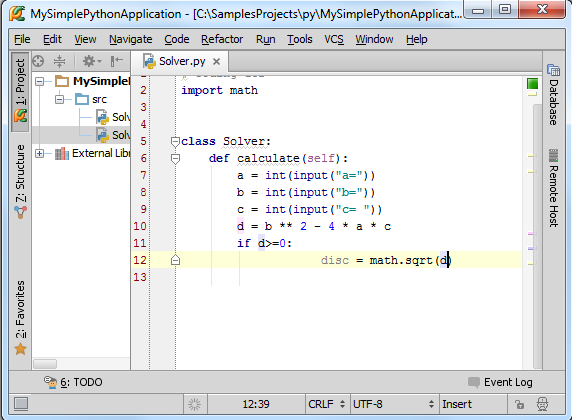 MySimplePythonApplication - [C:\SamplesProjects\py\MySimplePythonApplicat...
File Edit View Navigate Code Refactor Run Tools VCS Window Help
1: Project
7: Structure
2: Favorites
MySimpleP
src
Solv
Solv
External Libr
Solver.py
2 import math
3
4
5 class Solver:
6 def calculate(self):
7 a = int(input("a="))
8 b = int(input("b="))
9 c = int(input("c= "))
10 d = b ** 2 - 4 * a * c
11 if d>=0:
12 disc = math.sqrt(d)
13
Database
Remote Host
6: TODO
Event Log
12:39 CRLF UTF-8 Insert